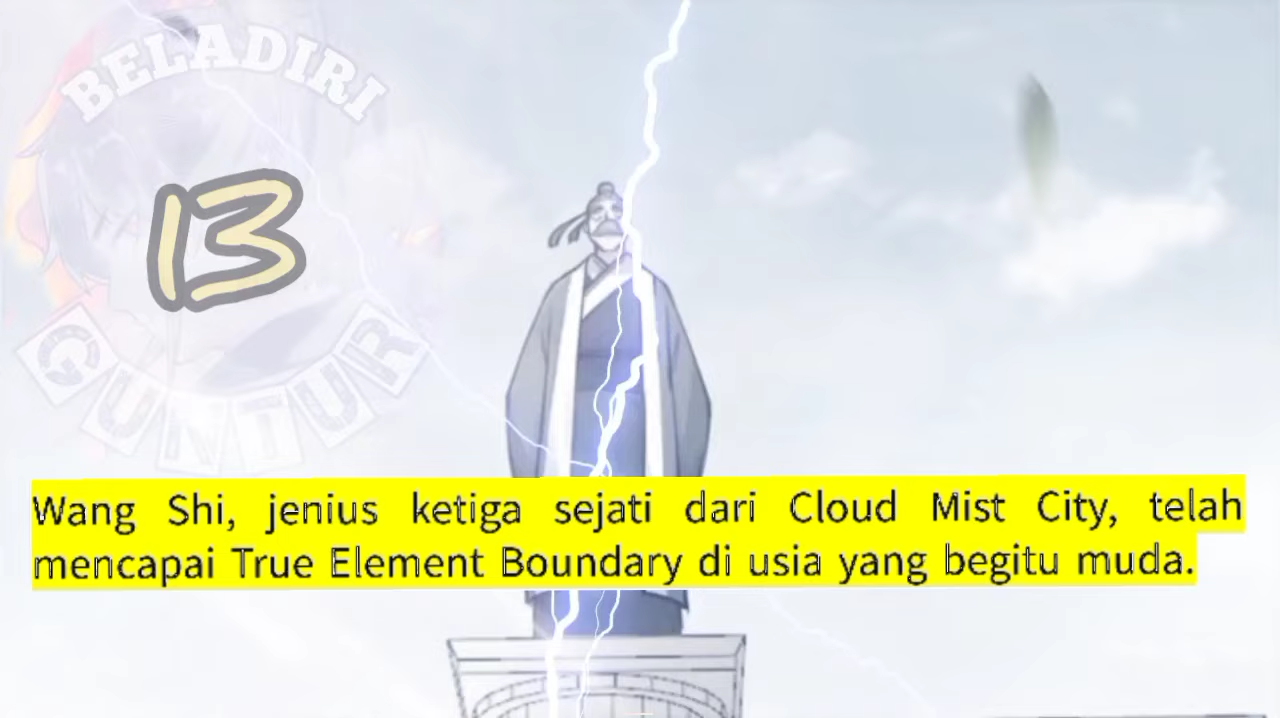 BELADIRI
13
GUNTUR
Wang Shi, jenius ketiga sejati dari Cloud Mist City, telah
mencapai True Element Boundary di usia yang begitu muda.